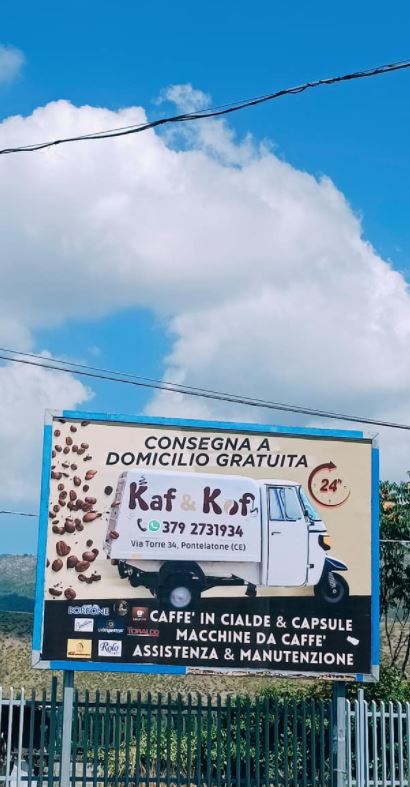 CONSEGNA A
DOMICILIO GRATUITA
24h
Kaf & Kof
379 2731934
Via Torre 34, Pontelatone (CE)
BORBONE
TORALDO
Roio
CAFFE' IN CIALDE & CAPSULE
MACCHINE DA CAFFE'
ASSISTENZA & MANUTENZIONE